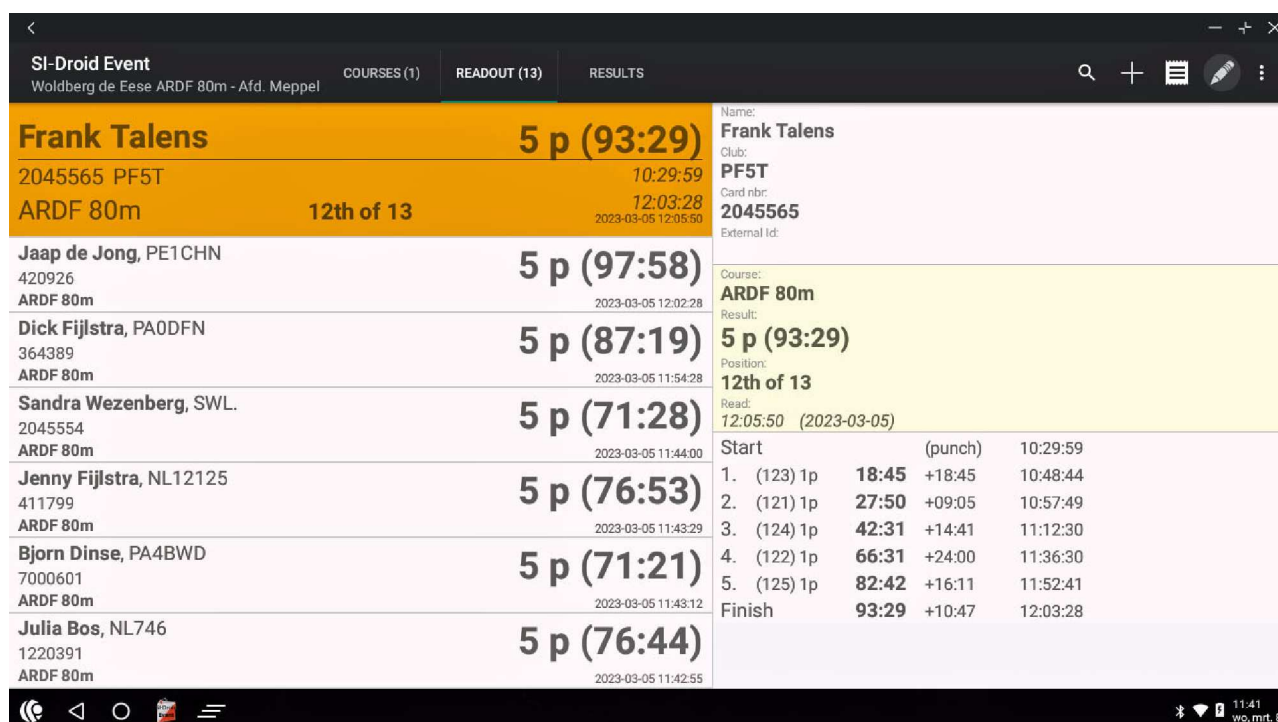 SI-Droid Event
Woldberg de Eese ARDF 80m - Afd. Meppel
COURSES (1)
READOUT (13)
RESULTS
Frank Talens
5 p (93:29)
2045565 PF5T
10:29:59
ARDF 80m
12th of 13
12:03:28
2023-03-05 12:05:50
Jaap de Jong, PE1CHN
420926
ARDF 80m
5 p (97:58)
2023-03-05 12:02:28
Dick Fijlstra, PA0DFN
364389
ARDF 80m
5 p (87:19)
2023-03-05 11:54:28
Sandra Wezenberg, SWL.
2045554
ARDF 80m
5 p (71:28)
2023-03-05 11:44:00
Jenny Fijlstra, NL12125
411799
ARDF 80m
5 p (76:53)
2023-03-05 11:43:29
Bjorn Dinse, PA4BWD
7000601
ARDF 80m
5 p (71:21)
2023-03-05 11:43:12
Julia Bos, NL746
1220391
ARDF 80m
5 p (76:44)
2023-03-05 11:42:55
Name:
Frank Talens
Club:
PF5T
Card nbr:
2045565
External Id:
Course:
ARDF 80m
Result:
5 p (93:29)
Position:
12th of 13
Read:
12:05:50 (2023-03-05)
Start (punch) 10:29:59
1. (123) 1p 18:45 +18:45 10:48:44
2. (121) 1p 27:50 +09:05 10:57:49
3. (124) 1p 42:31 +14:41 11:12:30
4. (122) 1p 66:31 +24:00 11:36:30
5. (125) 1p 82:42 +16:11 11:52:41
Finish 93:29 +10:47 12:03:28
11:41
wo, mrt.